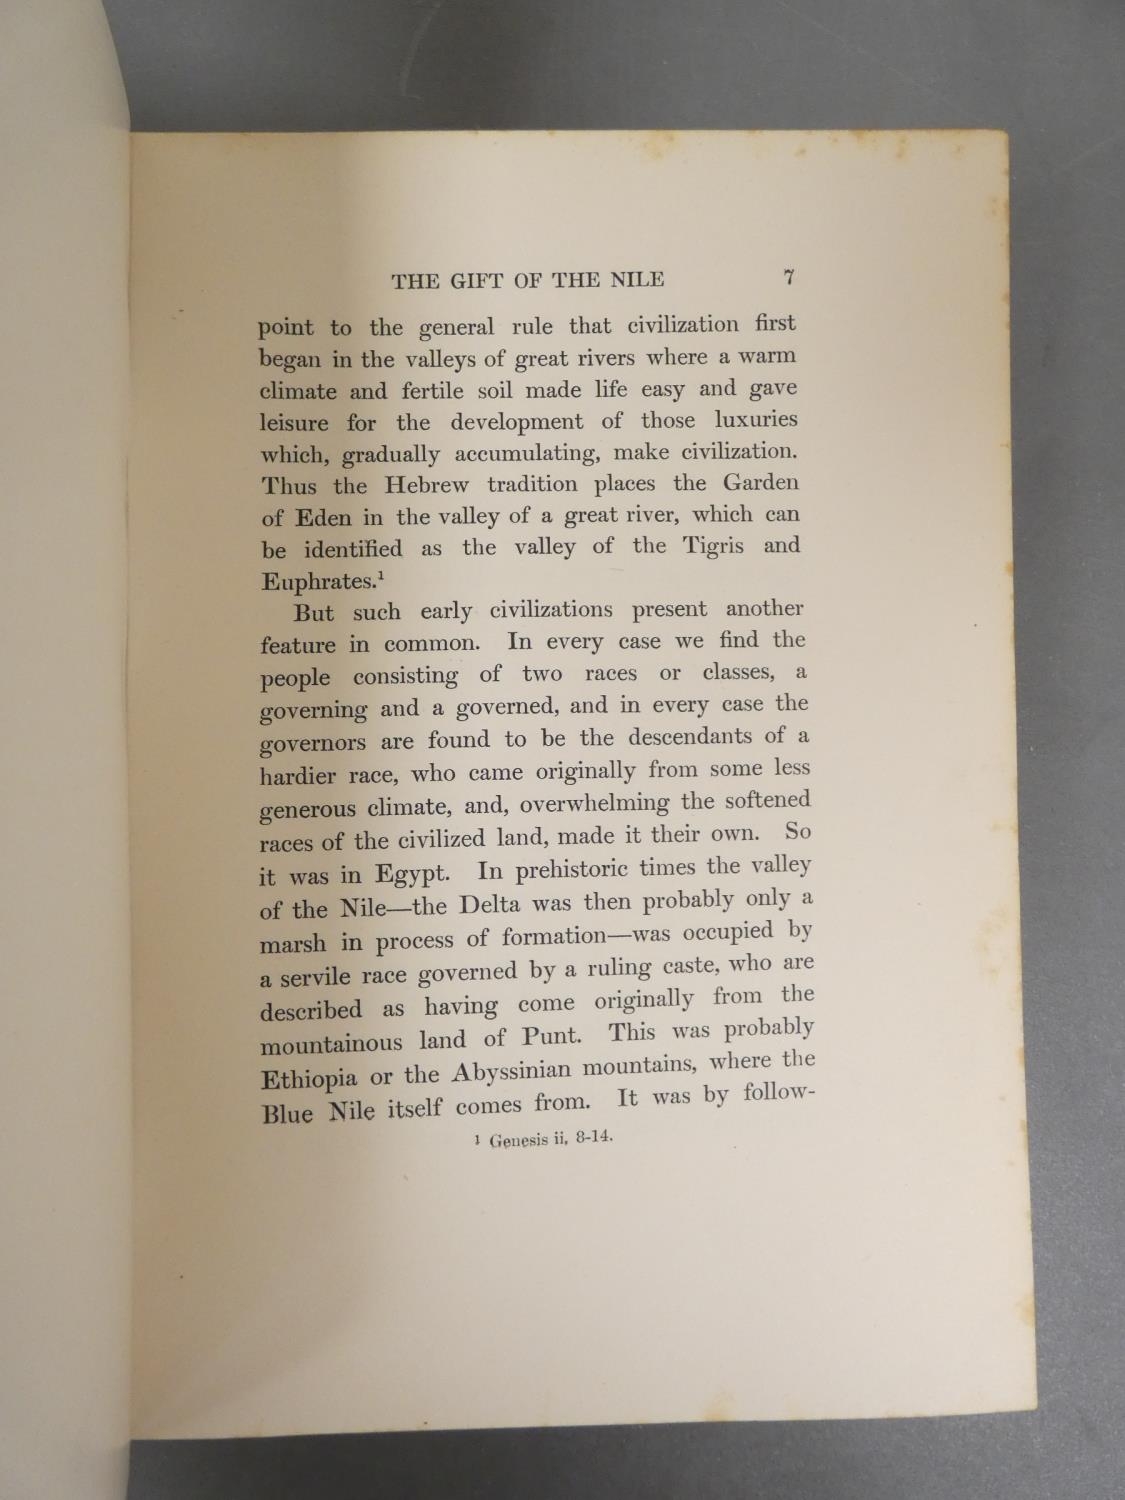 THE GIFT OF THE NILE 7
point to the general rule that civilization first
began in the valleys of great rivers where a warm
climate and fertile soil made life easy and gave
leisure for the development of those luxuries
which, gradually accumulating, make civilization.
Thus the Hebrew tradition places the Garden
of Eden in the valley of a great river, which can
be identified as the valley of the Tigris and
Euphrates.¹
But such early civilizations present another
feature in common. In every case we find the
people consisting of two races or classes, a
governing and a governed, and in every case the
governors are found to be the descendants of a
hardier race, who came originally from some less
generous climate, and, overwhelming the softened
races of the civilized land, made it their own. So
it was in Egypt. In prehistoric times the valley
of the Nile—the Delta was then probably only a
marsh in process of formation—was occupied by
a servile race governed by a ruling caste, who are
described as having come originally from the
mountainous land of Punt. This was probably
Ethiopia or the Abyssinian mountains, where the
Blue Nile itself comes from. It was by follow-
¹ Genesis ii, 8-14.